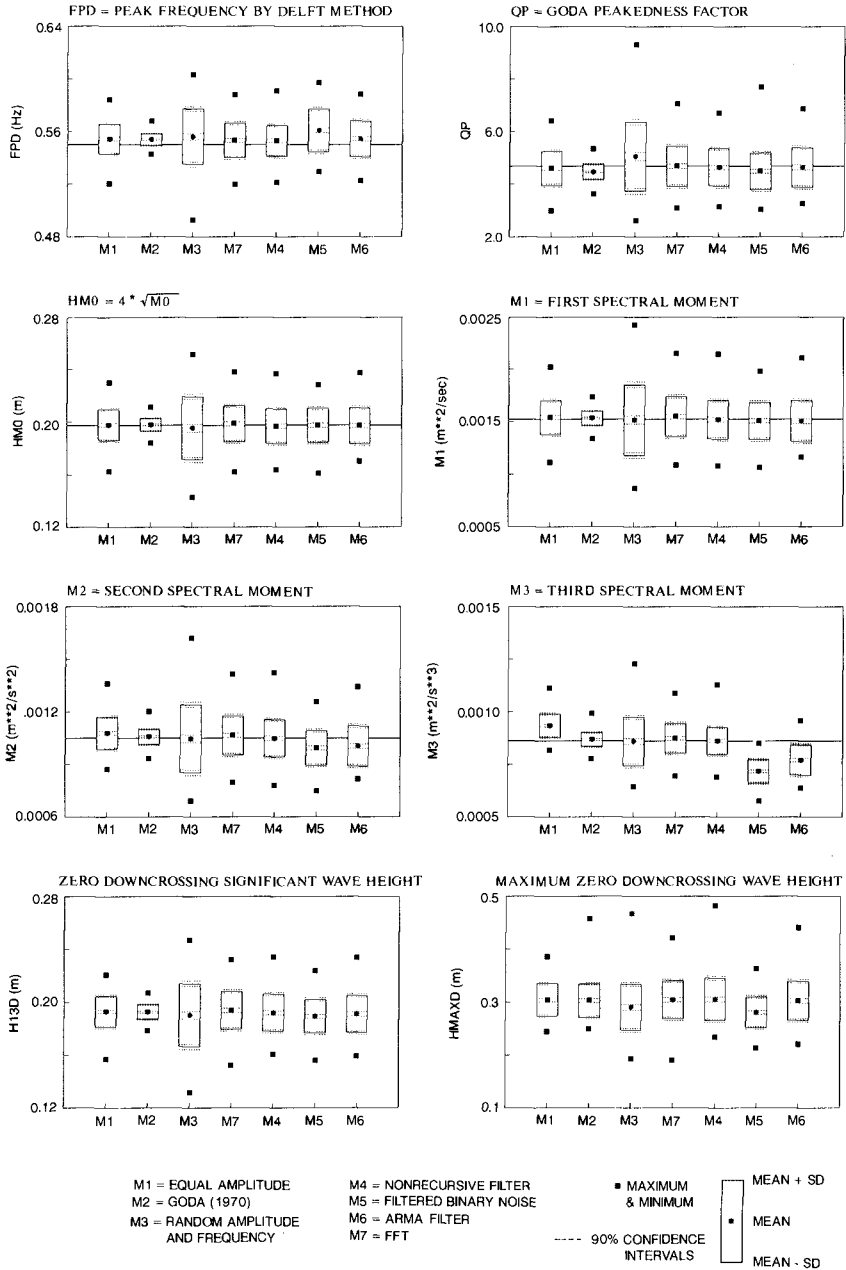 FPD = PEAK FREQUENCY BY DELFT METHOD
0.64
0.56
0.48
FPD (Hz)
M1 M2 M3 M7 M4 M5 M6
QP = GODA PEAKEDNESS FACTOR
10.0
6.0
2.0
QP
M1 M2 M3 M7 M4 M5 M6
HM0 = 4 * √M0
0.28
0.20
0.12
HM0 (m)
M1 M2 M3 M7 M4 M5 M6
M1 = FIRST SPECTRAL MOMENT
0.0025
0.0015
0.0005
M1 (m**2/sec)
M1 M2 M3 M7 M4 M5 M6
M2 = SECOND SPECTRAL MOMENT
0.0018
0.0012
0.0006
M2 (m**2/s**2)
M1 M2 M3 M7 M4 M5 M6
M3 = THIRD SPECTRAL MOMENT
0.0015
0.0010
0.0005
M3 (m**2/s**3)
M1 M2 M3 M7 M4 M5 M6
ZERO DOWNCROSSING SIGNIFICANT WAVE HEIGHT
0.28
0.20
0.12
H13D (m)
M1 M2 M3 M7 M4 M5 M6
MAXIMUM ZERO DOWNCROSSING WAVE HEIGHT
0.5
0.3
0.1
HMAXD (m)
M1 M2 M3 M7 M4 M5 M6
M1 = EQUAL AMPLITUDE
M2 = GODA (1970)
M3 = RANDOM AMPLITUDE
AND FREQUENCY
M4 = NONRECURSIVE FILTER
M5 = FILTERED BINARY NOISE
M6 = ARMA FILTER
M7 = FFT
■ MAXIMUM
& MINIMUM
---- 90% CONFIDENCE
INTERVALS
MEAN + SD
MEAN
MEAN - SD